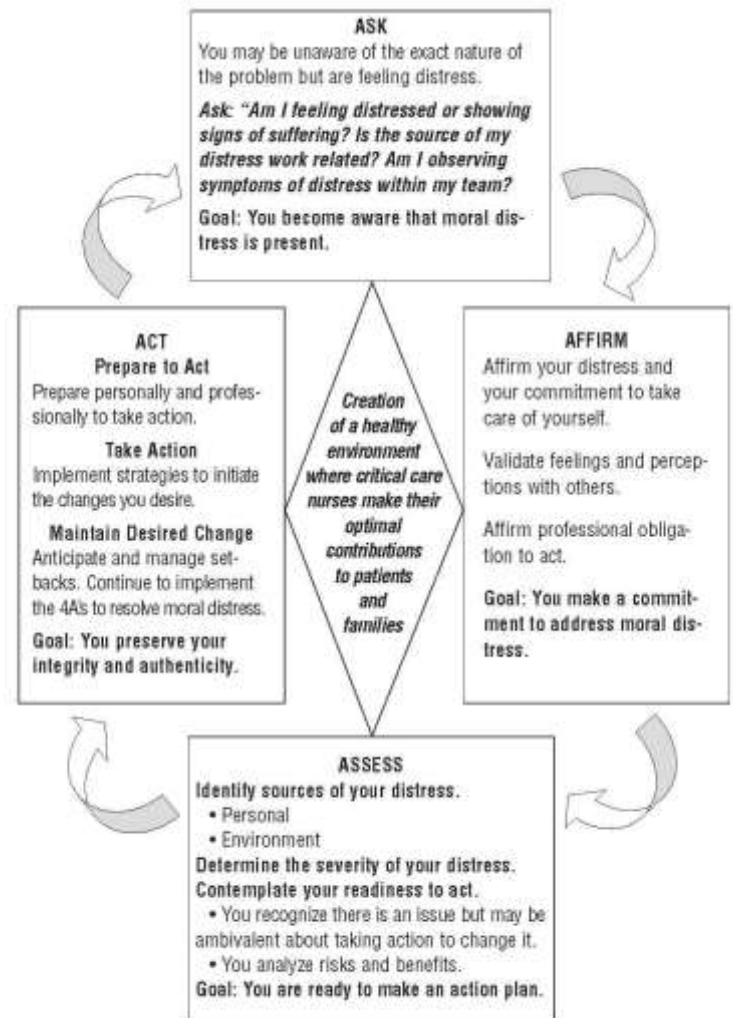 ASK
You may be unaware of the exact nature of
the problem but are feeling distress.
Ask: “Am I feeling distressed or showing
signs of suffering? Is the source of my
distress work related? Am I observing
symptoms of distress within my team?
Goal: You become aware that moral dis-
tress is present.
ACT
Prepare to Act
Prepare personally and profes-
sionally to take action.
Take Action
Implement strategies to initiate
the changes you desire.
Maintain Desired Change
Anticipate and manage set-
backs. Continue to implement
the 4A's to resolve moral distress.
Goal: You preserve your
integrity and authenticity.
Creation
of a healthy
environment
where critical care
nurses make their
optimal
contributions
to patients
and
families
AFFIRM
Affirm your distress and
your commitment to take
care of yourself.
Validate feelings and percep-
tions with others.
Affirm professional obliga-
tion to act.
Goal: You make a commit-
ment to address moral dis-
tress.
ASSESS
Identify sources of your distress.
• Personal
• Environment
Determine the severity of your distress.
Contemplate your readiness to act.
• You recognize there is an issue but may be
ambivalent about taking action to change it.
• You analyze risks and benefits.
Goal: You are ready to make an action plan.